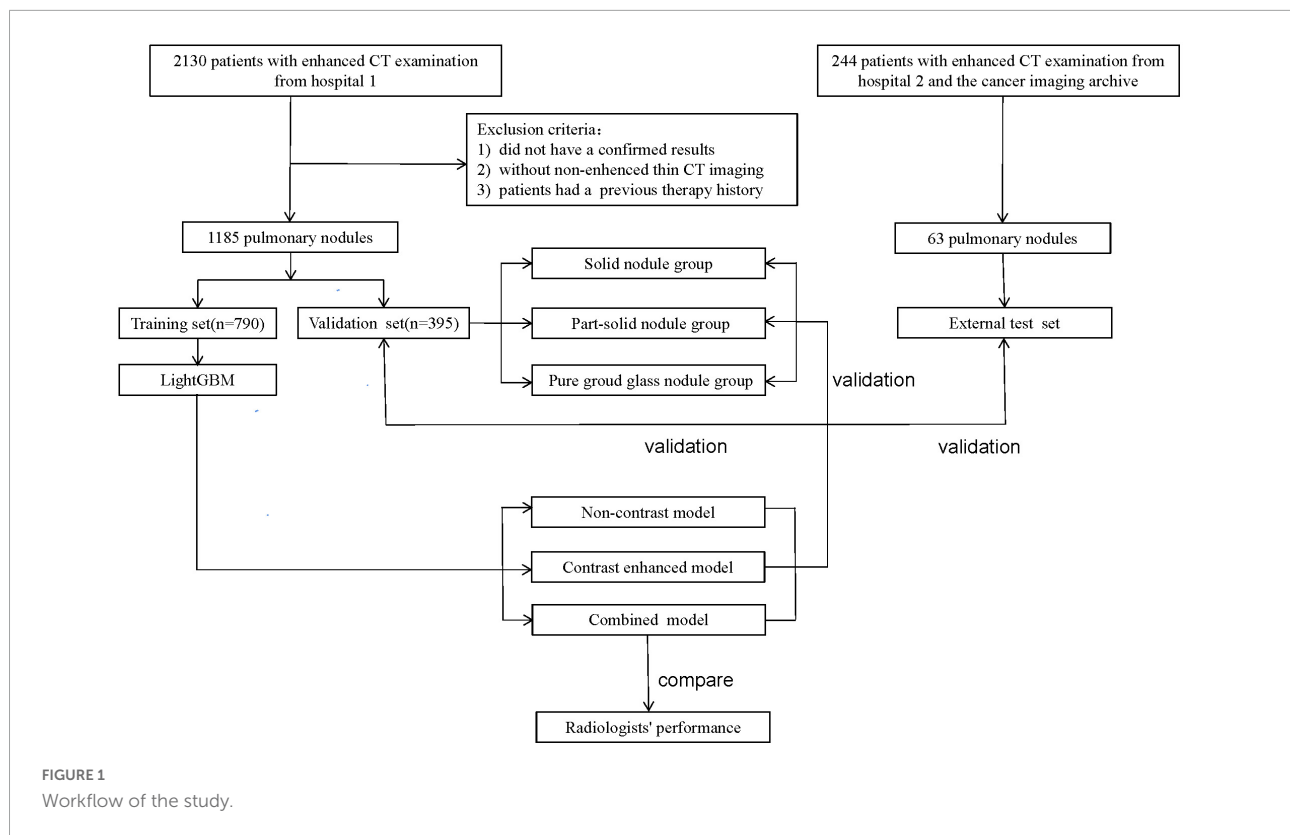 2130 patients with enhanced CT examination
from hospital 1
244 patients with enhanced CT examination from
hospital 2 and the cancer imaging archive
Exclusion criteria：
1) did not have a confirmed results
2) without non-enhenced thin CT imaging
3) patients had a previous therapy history
1185 pulmonary nodules
63 pulmonary nodules
Solid nodule group
Training set(n=790)
Validation set(n=395)
Part-solid nodule group
External test set
LightGBM
Pure groud glass nodule group
validation
validation
validation
Non-contrast model
Contrast enhanced model
Combined model
compare
Radiologists' performance
FIGURE 1
Workflow of the study.